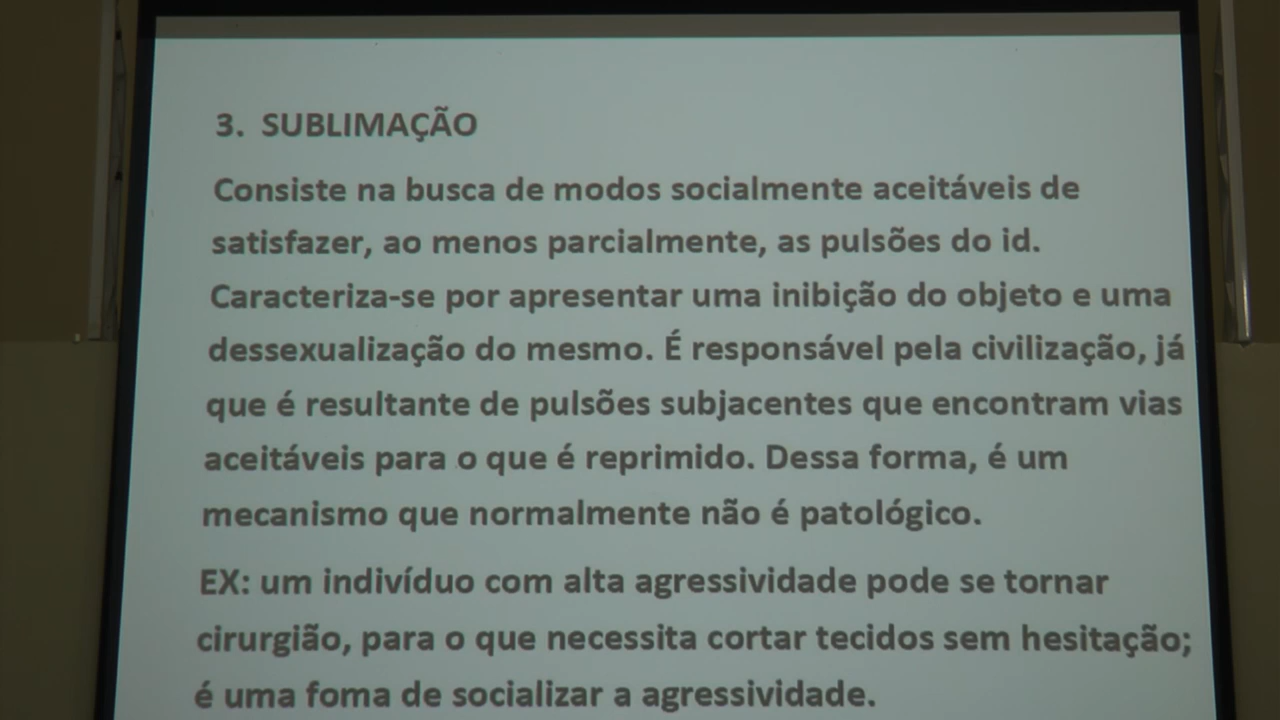 3. SUBLIMAÇÃO
Consiste na busca de modos socialmente aceitáveis de
satisfazer, ao menos parcialmente, as pulsões do id.
Caracteriza-se por apresentar uma inibição do objeto e uma
dessexualização do mesmo. É responsável pela civilização, já
que é resultante de pulsões subjacentes que encontram vias
aceitáveis para o que é reprimido. Dessa forma, é um
mecanismo que normalmente não é patológico.
EX: um indivíduo com alta agressividade pode se tornar
cirurgião, para o que necessita cortar tecidos sem hesitação;
é uma foma de socializar a agressividade.